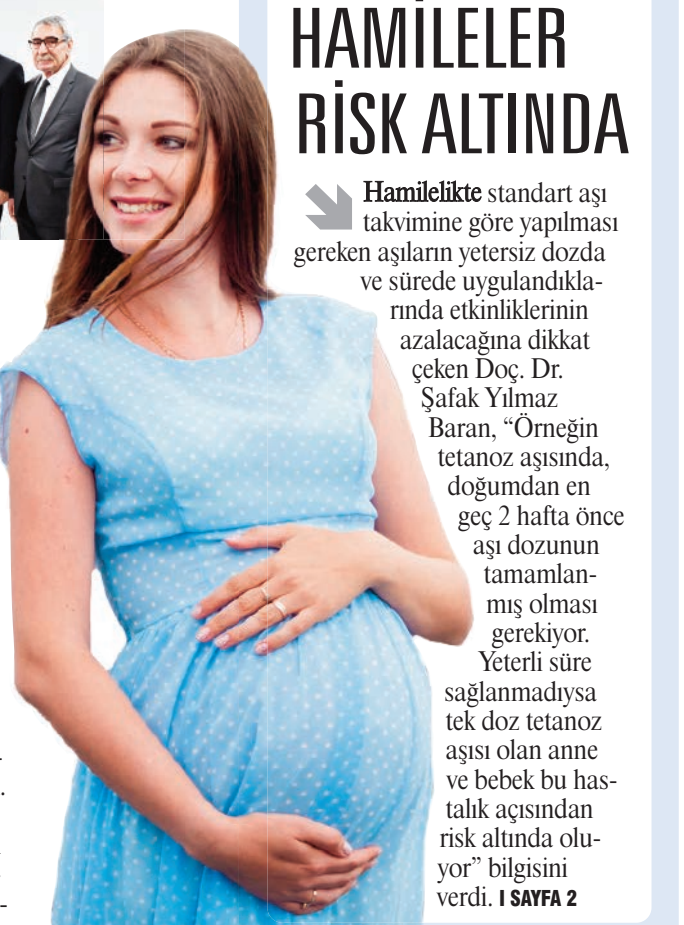 HAMİLELER
RİSK ALTINDA
Hamilelikte standart aşı
takvimine göre yapılması
gereken aşıların yetersiz dozda
ve sürede uygulandıkla-
rında etkinliklerinin
azalacağına dikkat
çeken Doç. Dr.
Şafak Yılmaz
Baran, “Örneğin
tetanoz aşısında,
doğumdan en
geç 2 hafta önce
aşı dozunun
tamamlan-
mış olması
gerekiyor.
Yeterli süre
sağlanmadıysa
tek doz tetanoz
aşısı olan anne
ve bebek bu has-
talık açısından
risk altında olu-
yor” bilgisini
verdi. I SAYFA 2